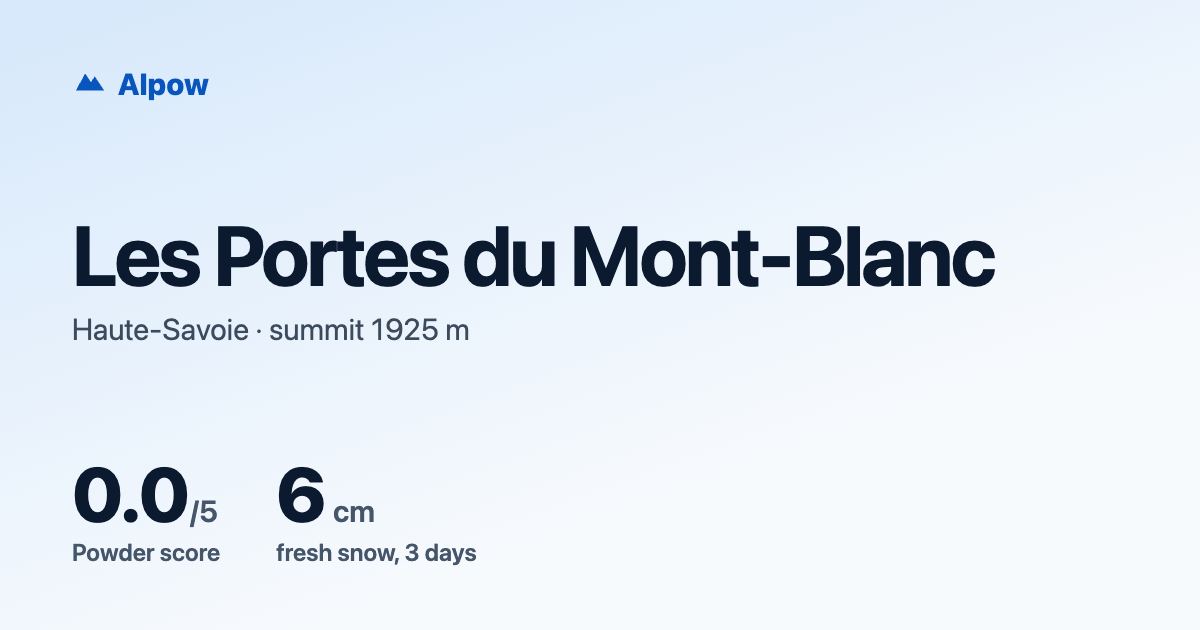 Alpow
Les Portes du Mont-Blanc
Haute-Savoie · summit 1925 m
0.0/5 6 cm
Powder score fresh snow, 3 days